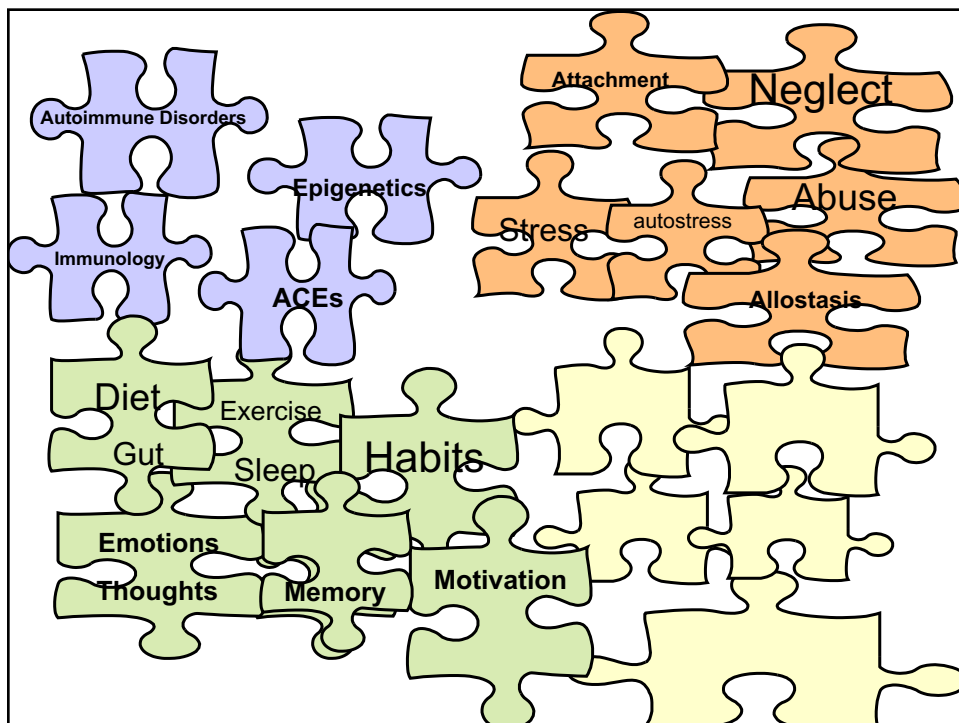 Autoimmune Disorders
Epigenetics
Immunology
ACEs
Attachment
Neglect
Stress
autostress
Abuse
Allostasis
Diet
Gut
Exercise
Sleep
Habits
Emotions
Thoughts
Memory
Motivation